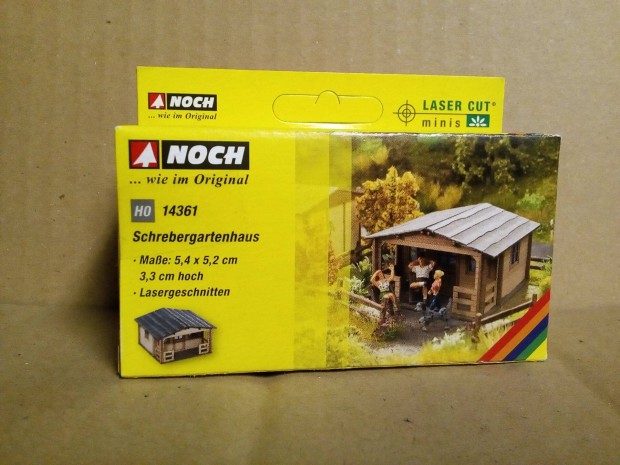 NOCH
... wie im Original
LASER CUT®
minis
NOCH
... wie im Original
H0 14361
Schrebergartenhaus
· Maße: 5,4 x 5,2 cm
3,3 cm hoch
· Lasergeschnitten